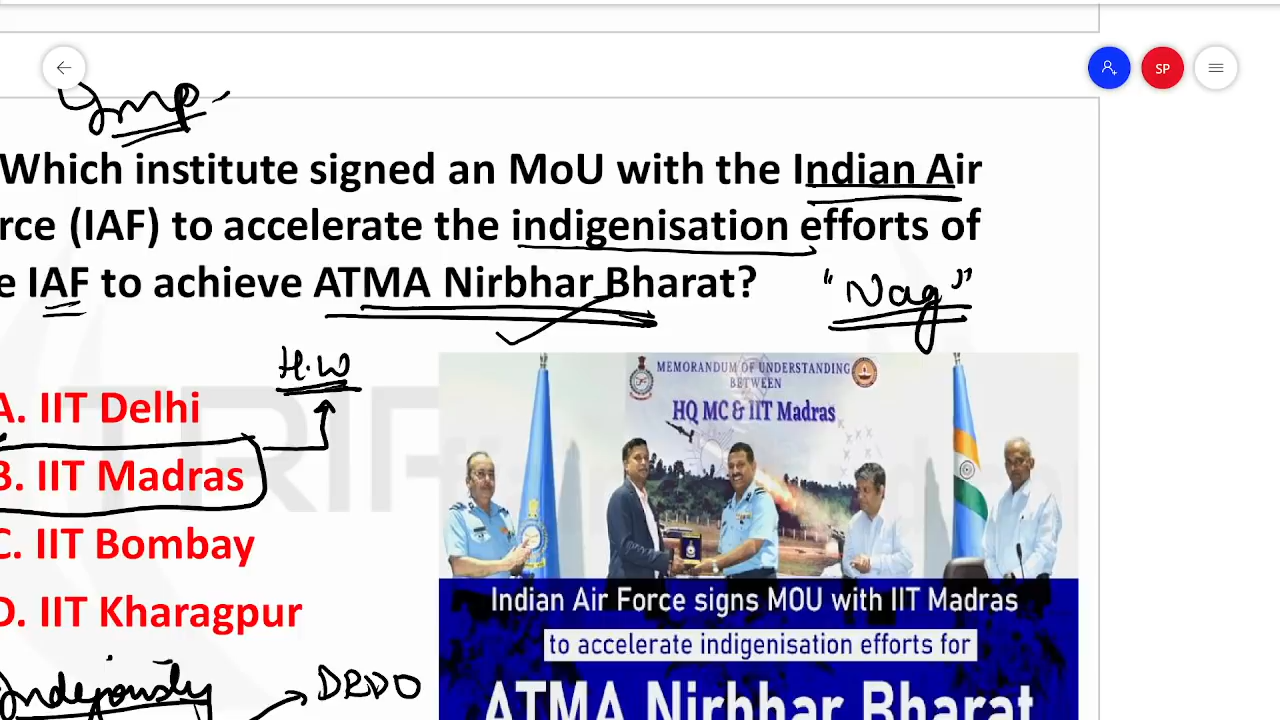 SP
Imp.
Which institute signed an MoU with the Indian Air
rce (IAF) to accelerate the indigenisation efforts of
e IAF to achieve ATMA Nirbhar Bharat?
"Nag"
H.W
A. IIT Delhi
B. IIT Madras
C. IIT Bombay
D. IIT Kharagpur
MEMORANDUM OF UNDERSTANDING
BETWEEN
HQ MC & IIT Madras
Indian Air Force signs MOU with IIT Madras
to accelerate indigenisation efforts for
ATMA Nirbhar Bharat
DRDO